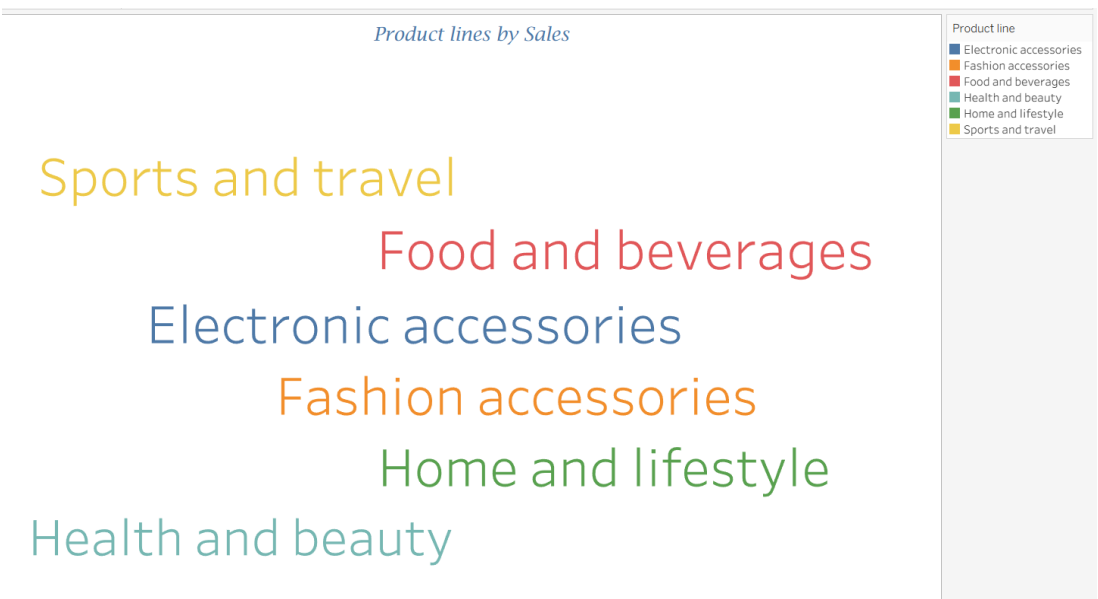 Product lines by Sales
Sports and travel
Food and beverages
Electronic accessories
Fashion accessories
Home and lifestyle
Health and beauty
Product line
Electronic accessories
Fashion accessories
Food and beverages
Health and beauty
Home and lifestyle
Sports and travel